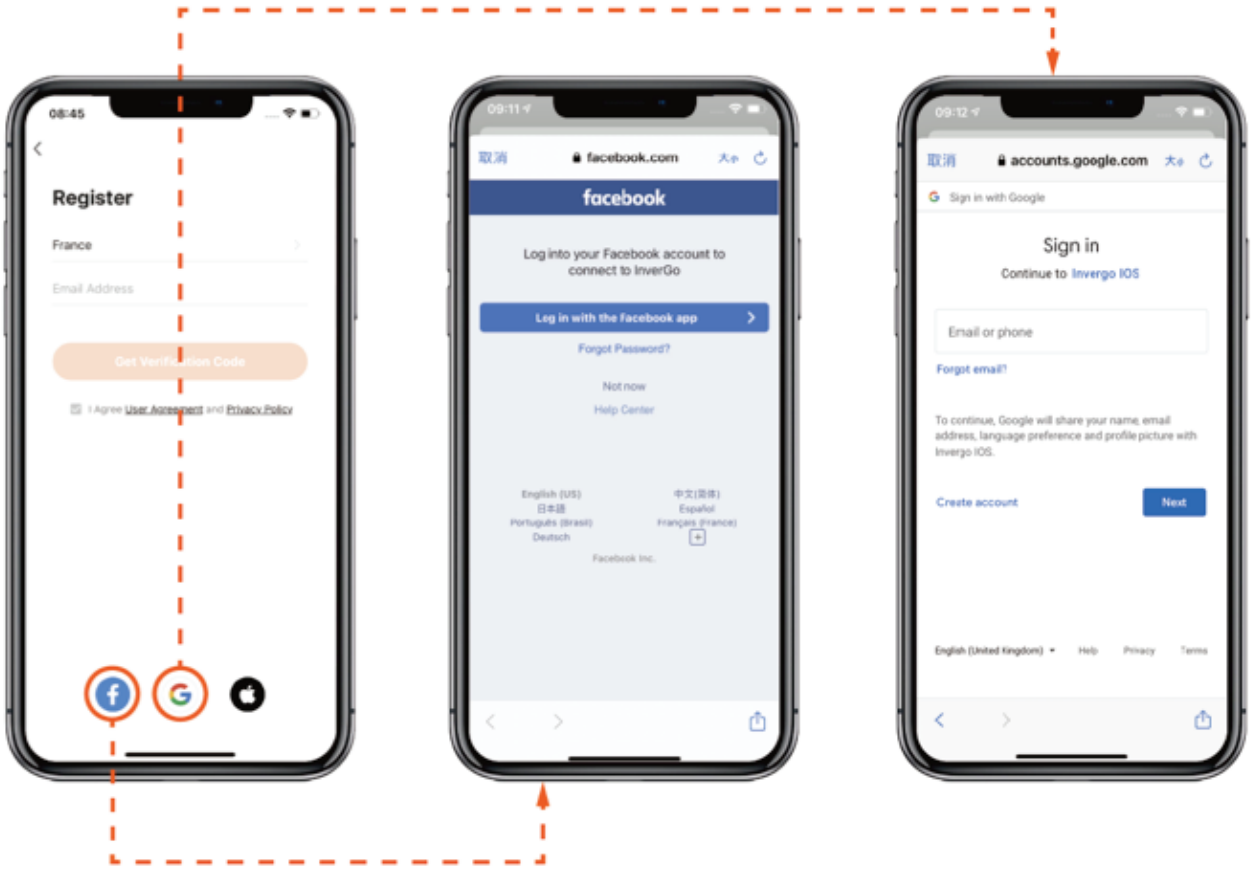 08:45
Register
France
Email Address
Get Verification Code
I Agree User Agreement and Privacy Policy
09:11
取消 facebook.com 大小
facebook
Log into your Facebook account to
connect to InverGo
Log in with the Facebook app
Forgot Password?
Not now
Help Center
English (US) 中文(简体)
日本語 Español
Português (Brasil) Français (France)
Deutsch
Facebook Inc.
09:12
取消 accounts.google.com 大小
Sign in with Google
Sign in
Continue to Invergo IOS
Email or phone
Forgot email?
To continue, Google will share your name, email
address, language preference and profile picture with
Invergo IOS.
Create account Next
English (United Kingdom) Help Privacy Terms